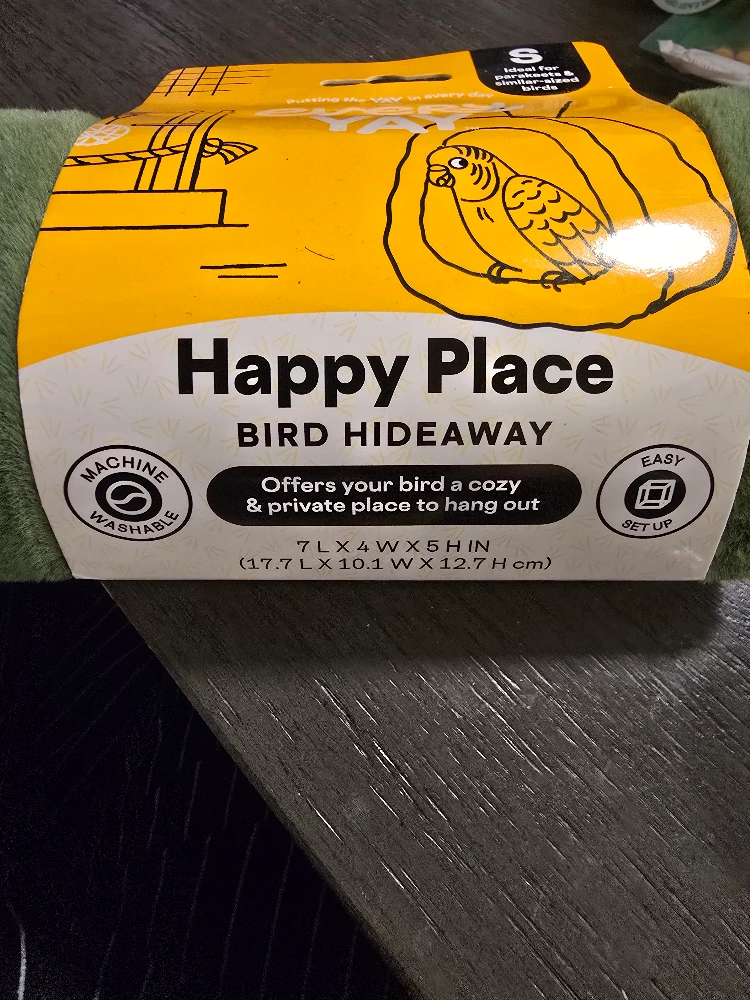 S
Ideal for
parakeets &
similar-sized
birds
Putting the YAY in every day
EVERY
YAY
Happy Place
BIRD HIDEAWAY
MACHINE
WASHABLE
Offers your bird a cozy
& private place to hang out
EASY
SET UP
7 L X 4 W X 5 H IN
(17.7 L X 10.1 W X 12.7 H cm)